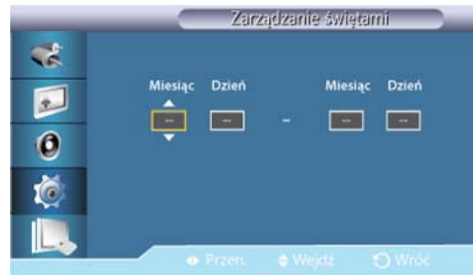 Zarządzanie świętami
Miesiąc Dzień Miesiąc Dzień
-- -- ~ -- --
Przen. Wejdź Wróć